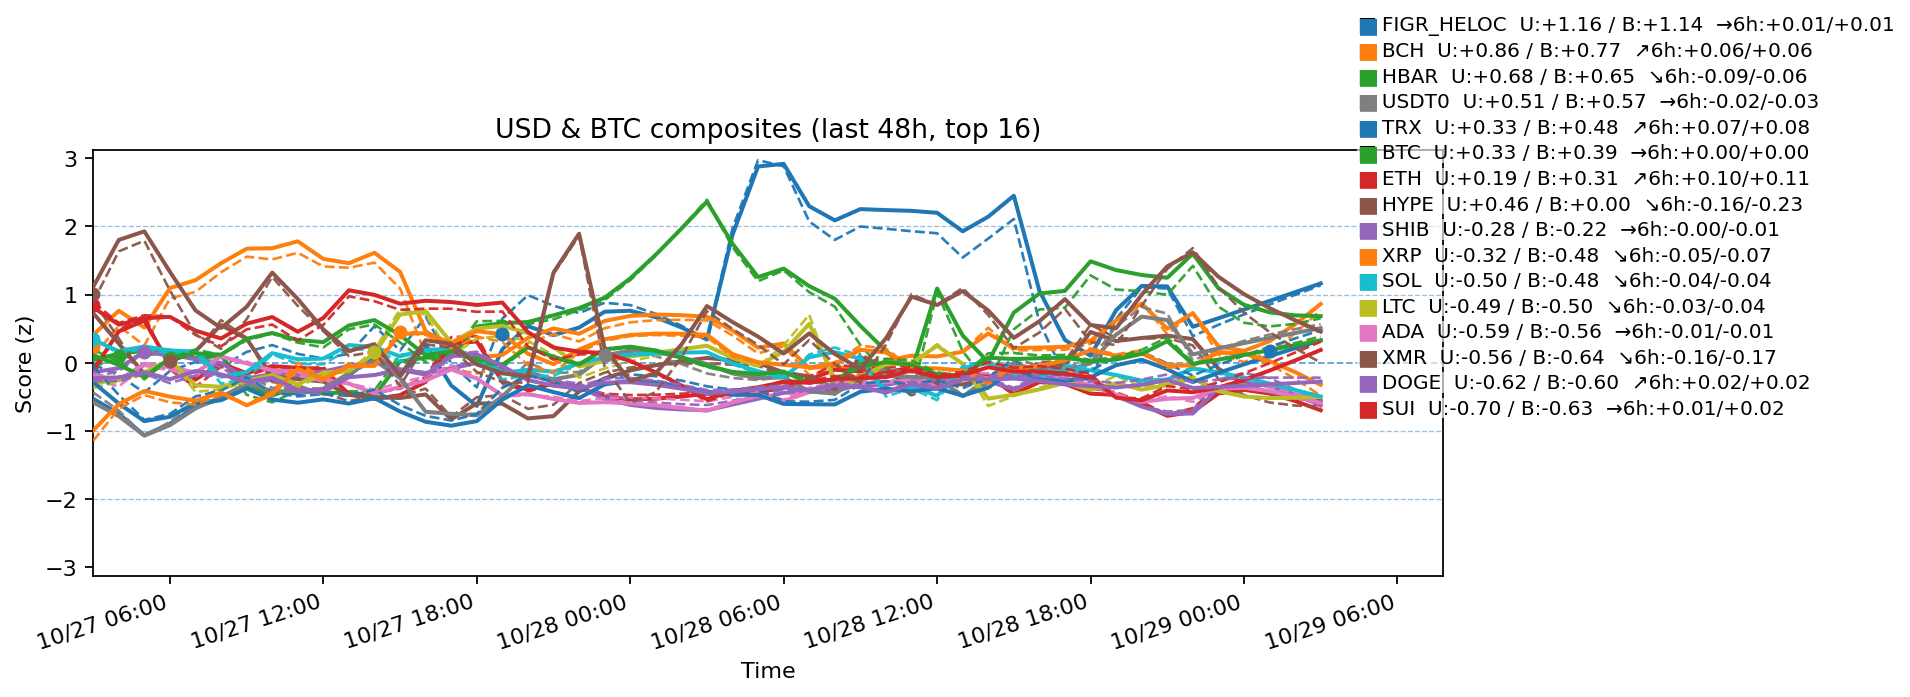 FIGR_HELOC U:+1.16 / B:+1.14 →6h:+0.01/+0.01
BCH U:+0.86 / B:+0.77 ↗6h:+0.06/+0.06
HBAR U:+0.68 / B:+0.65 ↘6h:-0.09/-0.06
USDT0 U:+0.51 / B:+0.57 →6h:-0.02/-0.03
TRX U:+0.33 / B:+0.48 ↗6h:+0.07/+0.08
BTC U:+0.33 / B:+0.39 →6h:+0.00/+0.00
ETH U:+0.19 / B:+0.31 ↗6h:+0.10/+0.11
HYPE U:+0.46 / B:+0.00 ↘6h:-0.16/-0.23
SHIB U:-0.28 / B:-0.22 →6h:-0.00/-0.01
XRP U:-0.32 / B:-0.48 ↘6h:-0.05/-0.07
SOL U:-0.50 / B:-0.48 ↘6h:-0.04/-0.04
LTC U:-0.49 / B:-0.50 ↘6h:-0.03/-0.04
ADA U:-0.59 / B:-0.56 →6h:-0.01/-0.01
XMR U:-0.56 / B:-0.64 ↘6h:-0.16/-0.17
DOGE U:-0.62 / B:-0.60 ↗6h:+0.02/+0.02
SUI U:-0.70 / B:-0.63 →6h:+0.01/+0.02
USD & BTC composites (last 48h, top 16)
Score (z)
3
2
1
0
−1
−2
−3
10/27 06:00
10/27 12:00
10/27 18:00
10/28 00:00
10/28 06:00
10/28 12:00
10/28 18:00
10/29 00:00
10/29 06:00
Time